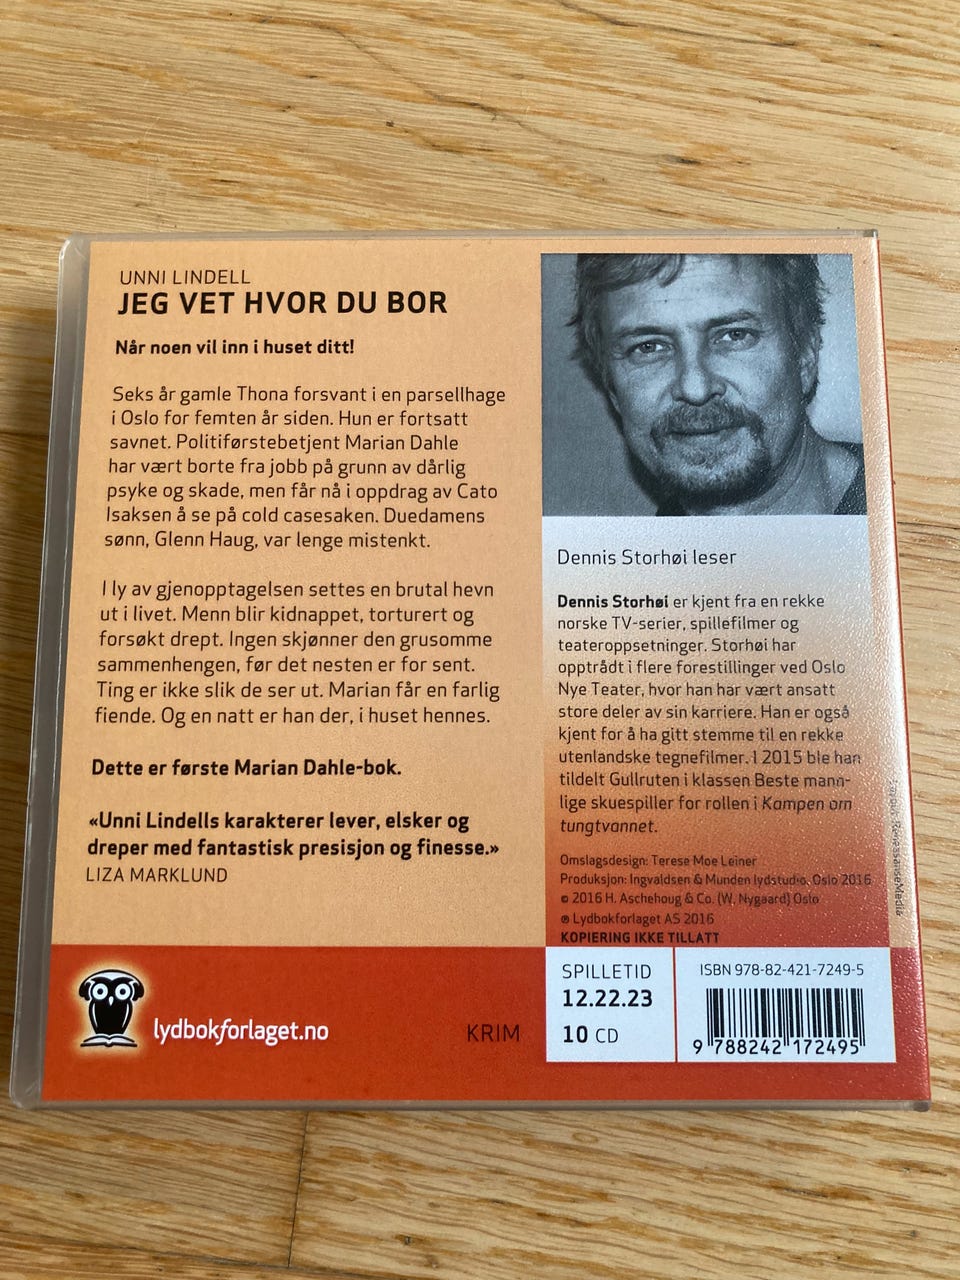 UNNI LINDELL
JEG VET HVOR DU BOR
Når noen vil inn i huset ditt!
Seks år gamle Thona forsvant i en parsellhage
i Oslo for femten år siden. Hun er fortsatt
savnet. Politiførstebetjent Marian Dahle
har vært borte fra jobb på grunn av dårlig
psyke og skade, men får nå i oppdrag av Cato
Isaksen å se på cold casesaken. Duedamens
sønn, Glenn Haug, var lenge mistenkt.
I ly av gjenopptagelsen settes en brutal hevn
ut i livet. Menn blir kidnappet, torturert og
forsøkt drept. Ingen skjønner den grusomme
sammenhengen, før det nesten er for sent.
Ting er ikke slik de ser ut. Marian får en farlig
fiende. Og en natt er han der, i huset hennes.
Dette er første Marian Dahle-bok.
«Unni Lindells karakterer lever, elsker og
dreper med fantastisk presisjon og finesse.»
LIZA MARKLUND
Dennis Storhøi leser
Dennis Storhøi er kjent fra en rekke
norske TV-serier, spillefilmer og
teateroppsetninger. Storhøi har
opptrådt i flere forestillinger ved Oslo
Nye Teater, hvor han har vært ansatt
store deler av sin karriere. Han er også
kjent for å ha gitt stemme til en rekke
utenlandske tegnefilmer. I 2015 ble han
tildelt Gullruten i klassen Beste mann-
lige skuespiller for rollen i Kampen om
tungtvannet.
Omslagsdesign: Terese Moe Leiner
Produksjon: Ingvaldsen & Munden lydstudio, Oslo 2016
© 2016 H. Aschehoug & Co. (W. Nygaard) Oslo
℗ Lydbokforlaget AS 2016
KOPIERING IKKE TILLATT
RenessanseMedia
lydbokforlaget.no
KRIM
SPILLETID
12.22.23
10 CD
ISBN 978-82-421-7249-5
9 788242 172495